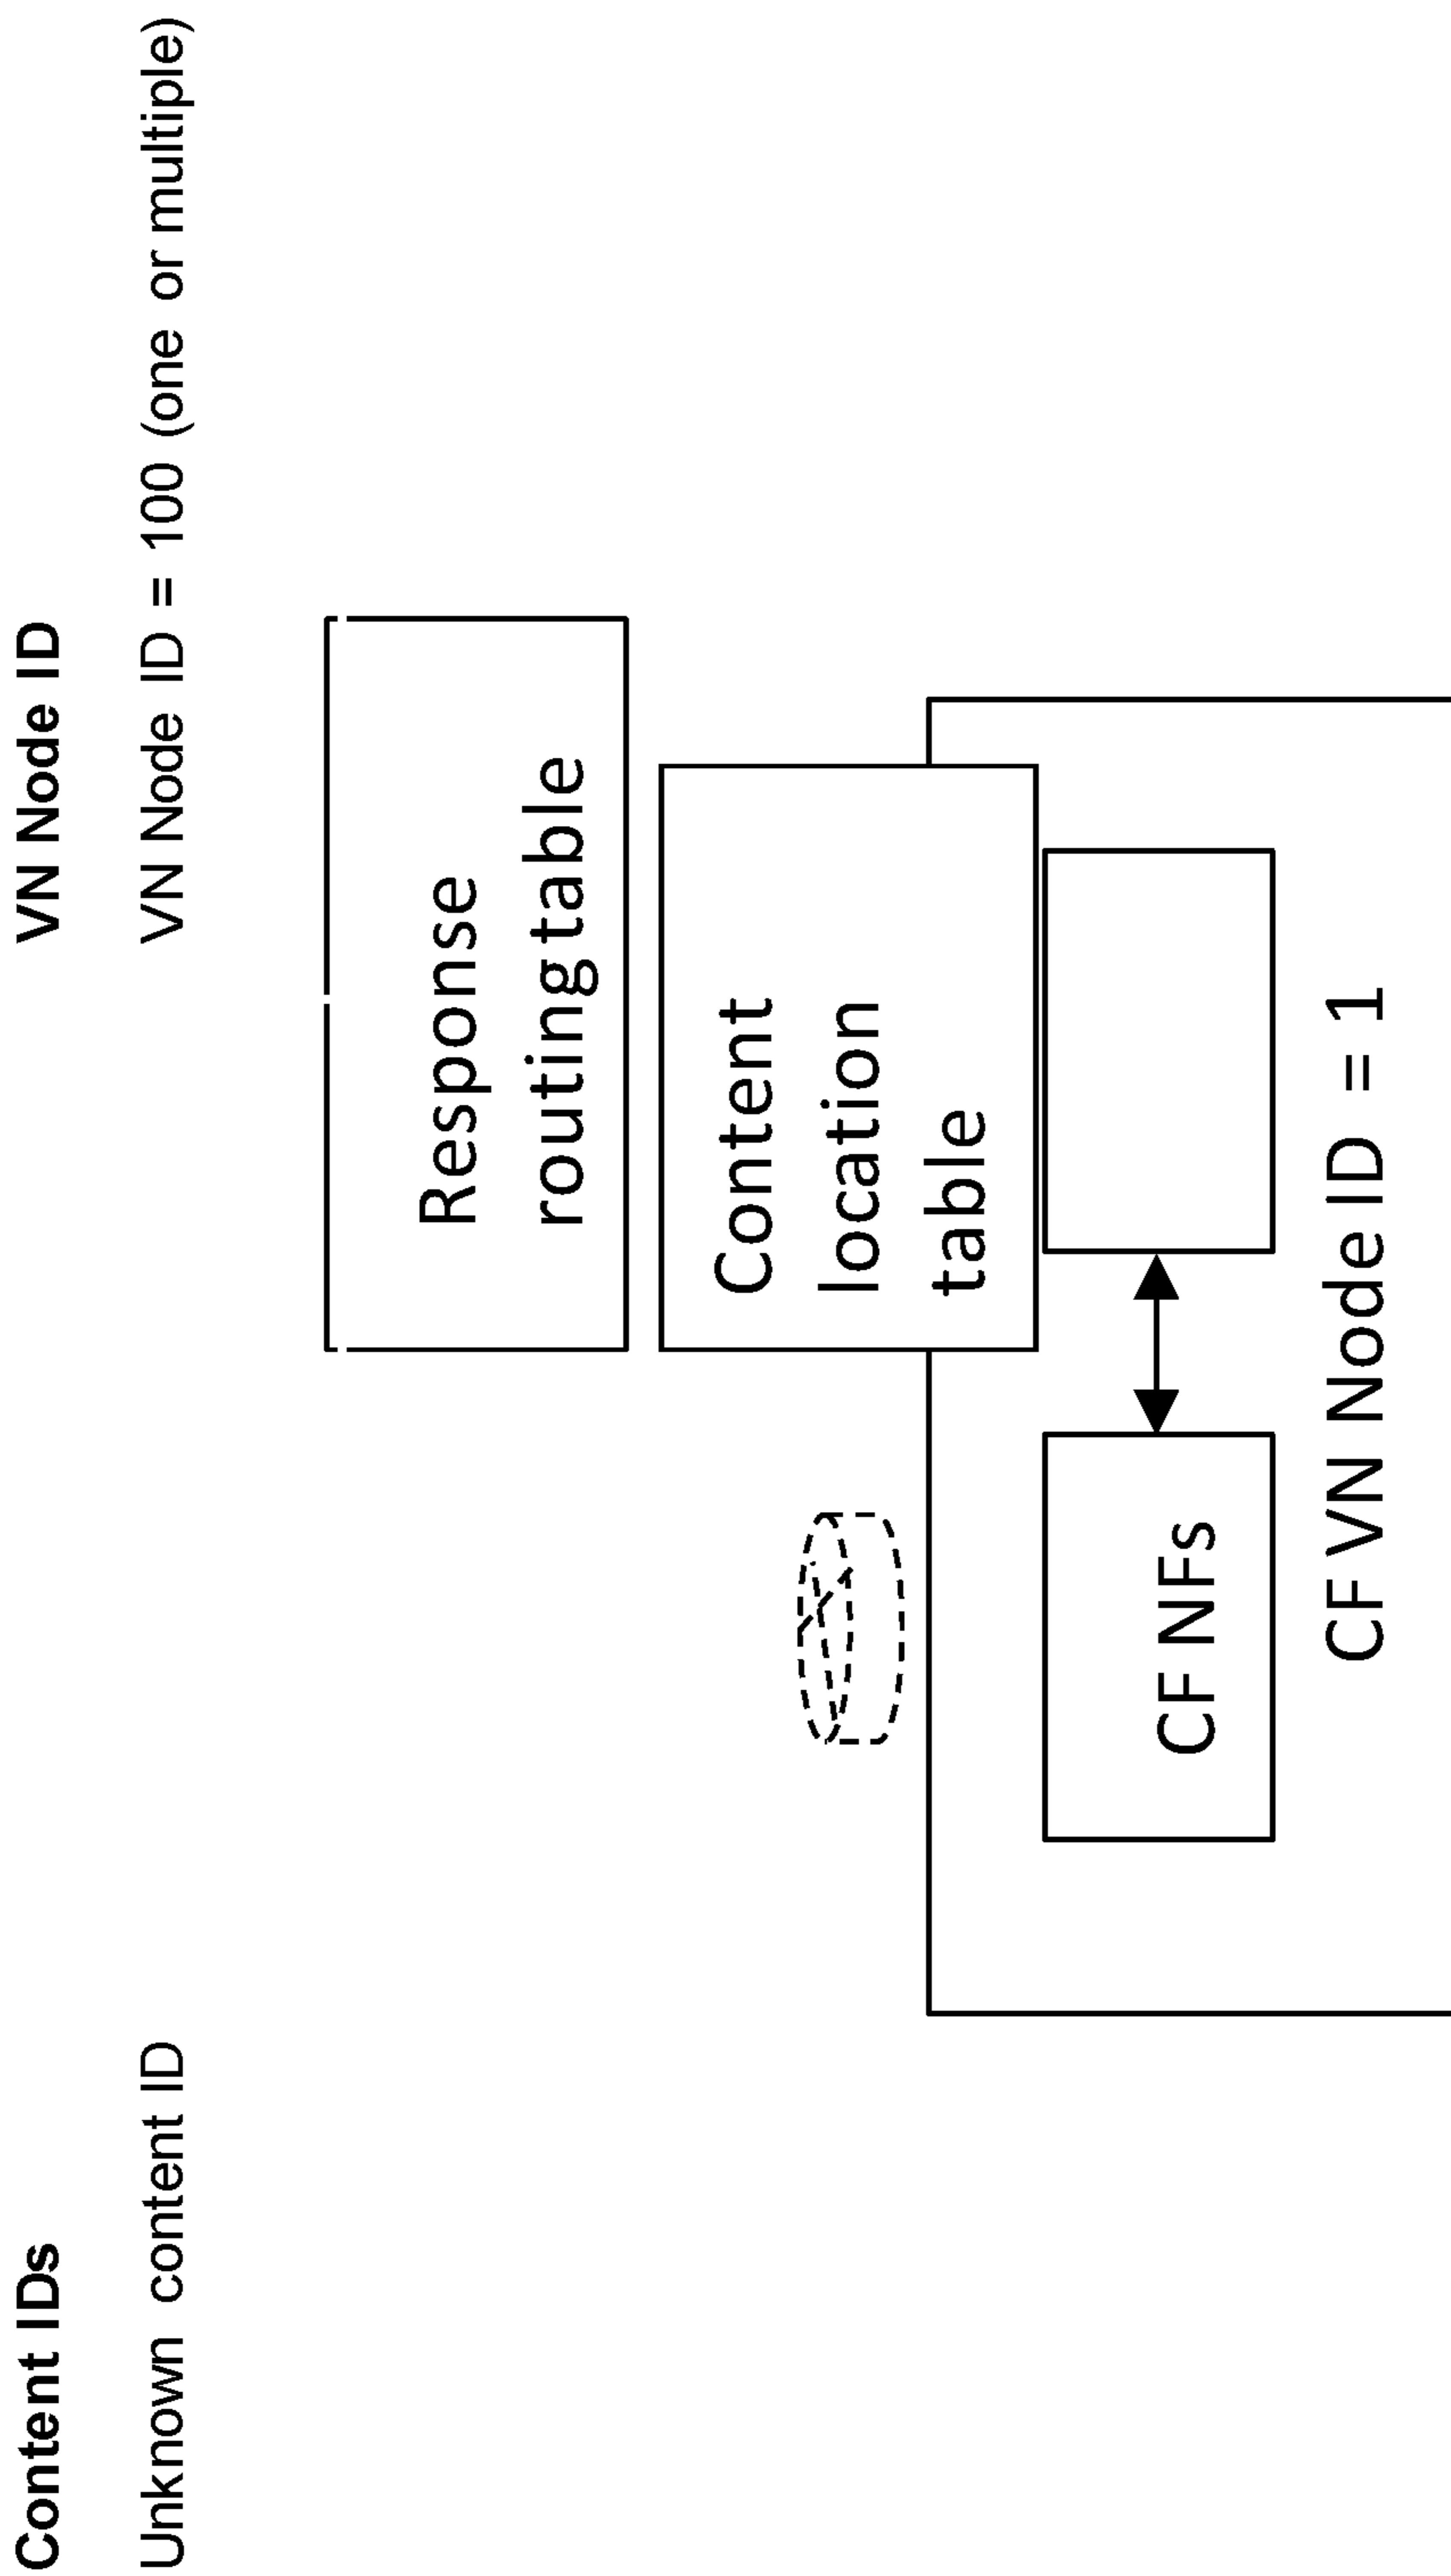 Content IDs
VN Node ID
Unknown content ID
VN Node ID = 100 (one or multiple)
Response
routing table
Content
location
table
CF NFs
CF VN Node ID = 1